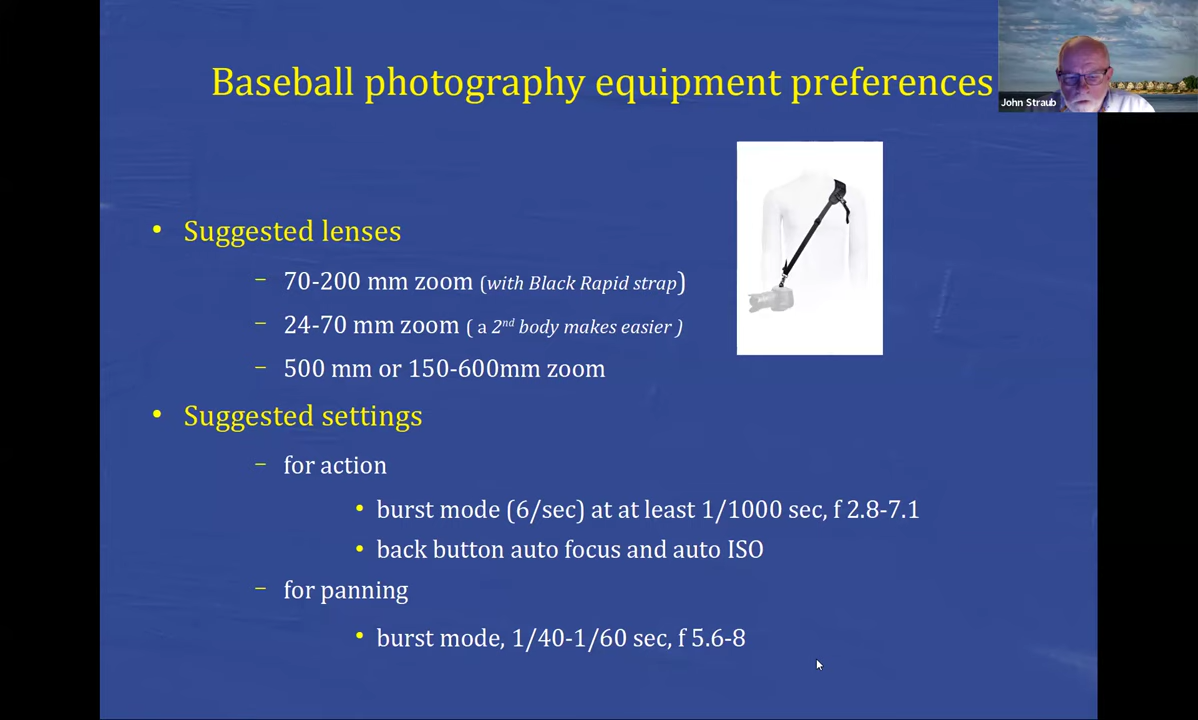 Baseball photography equipment preferences
John Straub
• Suggested lenses
– 70-200 mm zoom (with Black Rapid strap)
– 24-70 mm zoom ( a 2nd body makes easier )
– 500 mm or 150-600mm zoom
• Suggested settings
– for action
• burst mode (6/sec) at at least 1/1000 sec, f 2.8-7.1
• back button auto focus and auto ISO
– for panning
• burst mode, 1/40-1/60 sec, f 5.6-8